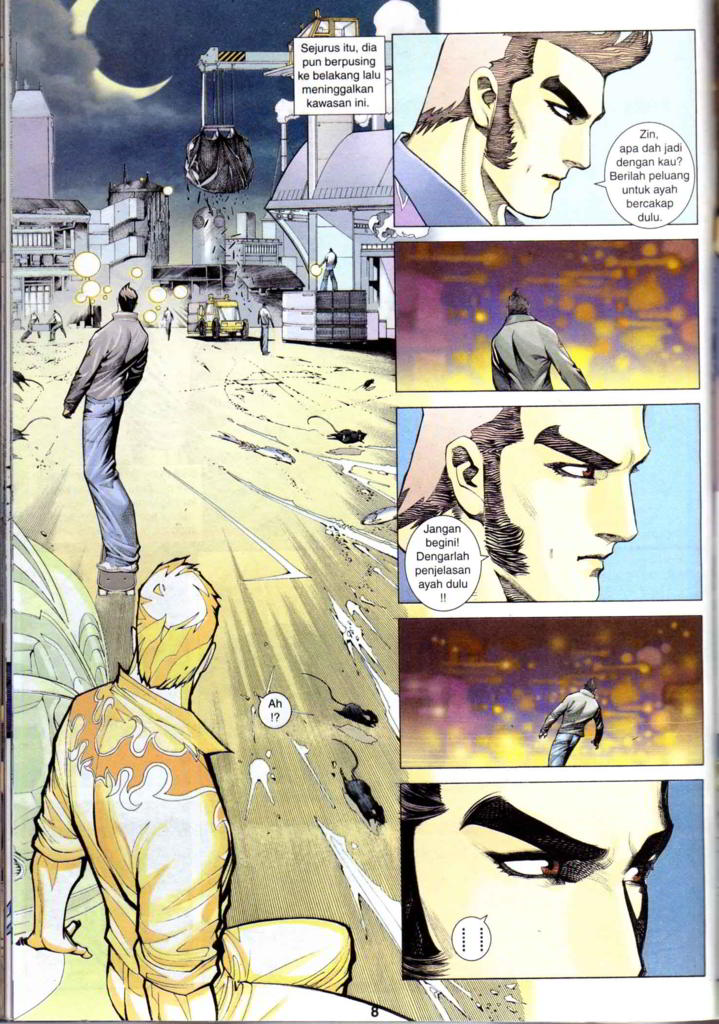 Sejurus itu, dia
pun berpusing
ke belakang lalu
meninggalkan
kawasan ini.
Ah
!?
Zin,
apa dah jadi
dengan kau?
Berilah peluang
untuk ayah
bercakap
dulu.
Jangan
begini!
Dengarlah
penjelasan
ayah dulu
!!
8